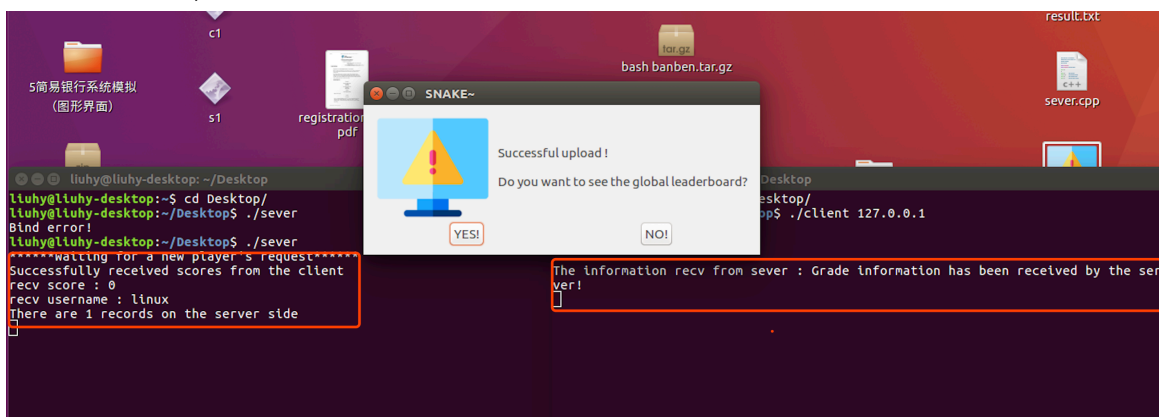 result.txt
c1
tar.gz
bash banben.tar.gz
5简易银行系统模拟
(图形界面)
s1
registration
pdf
C++
sever.cpp
SNAKE~
Successful upload !
Do you want to see the global leaderboard?
YES!
NO!
liuhy@liuhy-desktop: ~/Desktop
liuhy@liuhy-desktop:~$ cd Desktop/
liuhy@liuhy-desktop:~/Desktop$ ./sever
Bind error!
liuhy@liuhy-desktop:~/Desktop$ ./sever
******Waiting for a new player's request******
Successfully received scores from the client
recv score : 0
recv username : linux
There are 1 records on the server side
Desktop
esktop/
op$ ./client 127.0.0.1
The information recv from sever : Grade information has been received by the ser
ver!